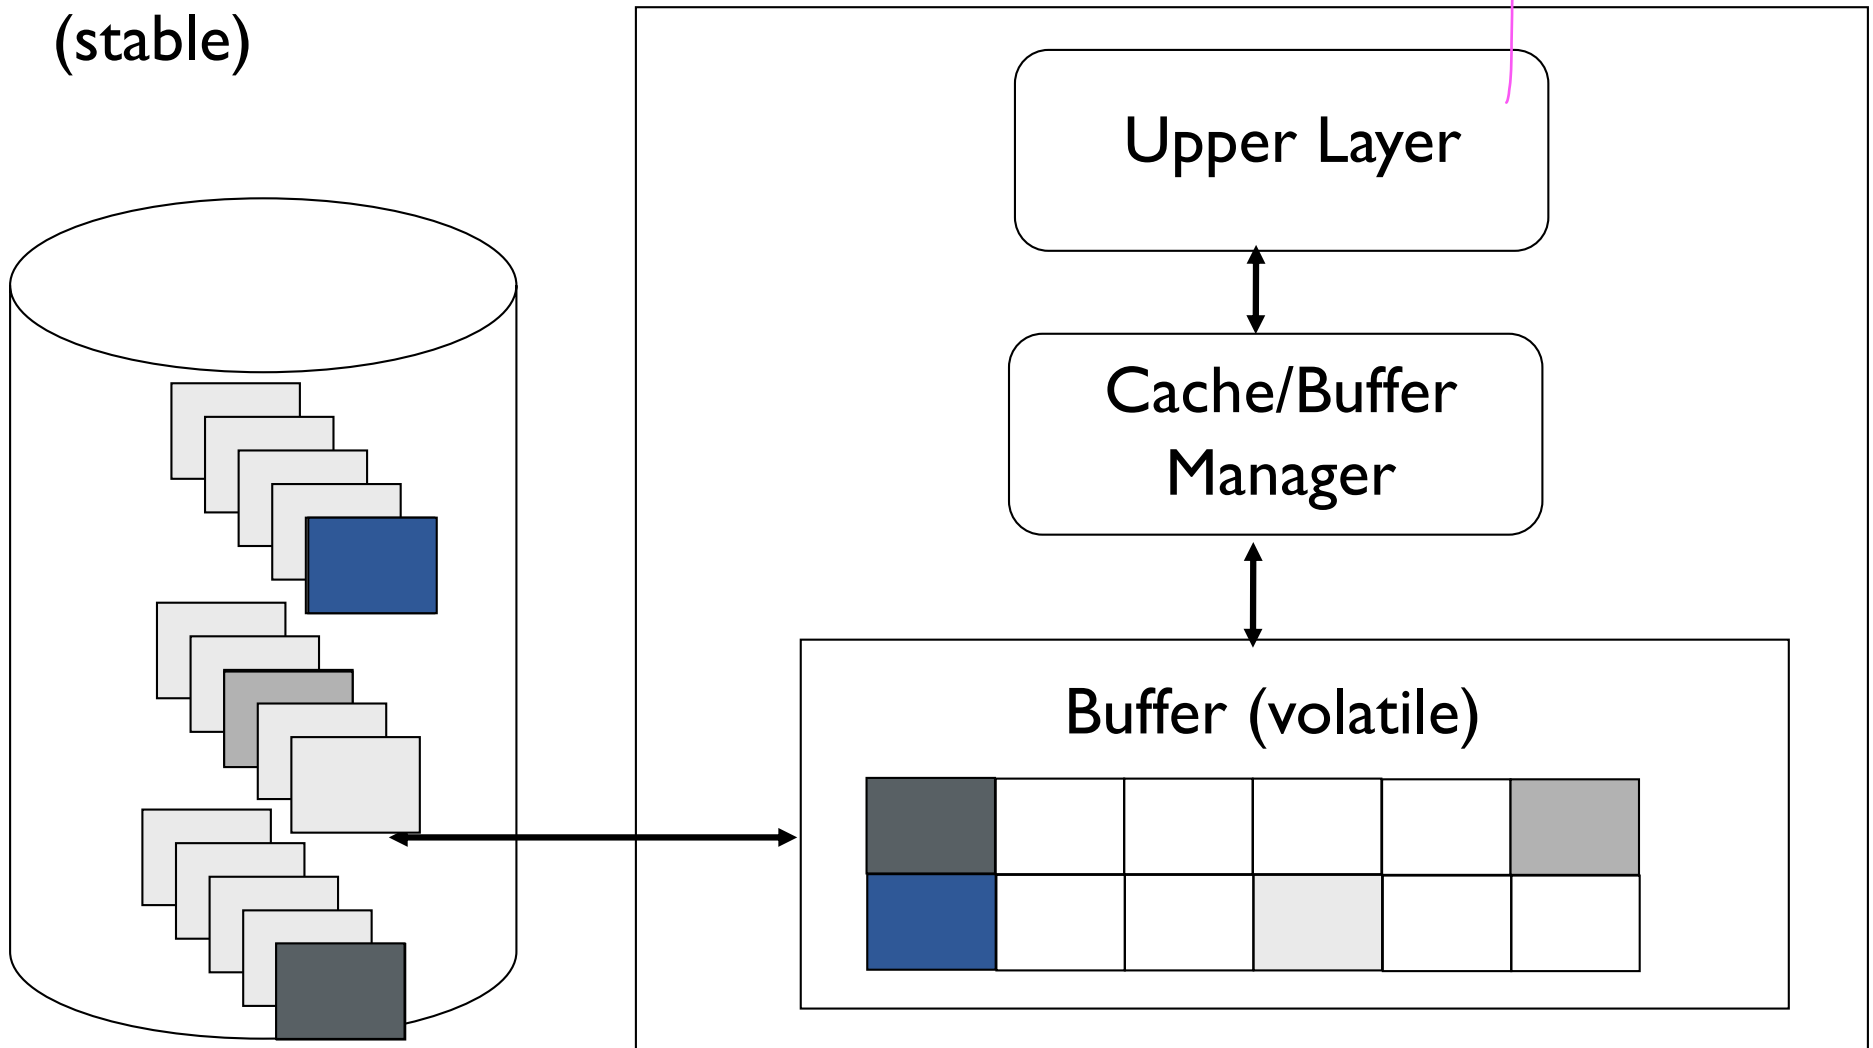 (stable)
Upper Layer
Cache/Buffer
Manager
Buffer (volatile)